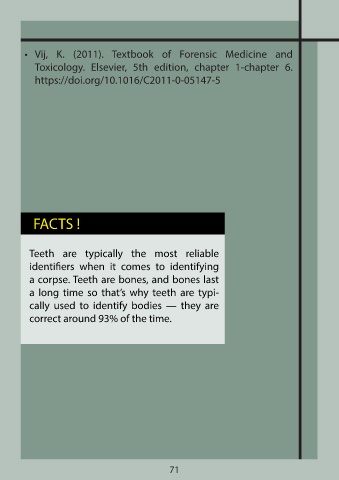 • Vij, K. (2011). Textbook of Forensic Medicine and
Toxicology. Elsevier, 5th edition, chapter 1-chapter 6.
https://doi.org/10.1016/C2011-0-05147-5
FACTS !
Teeth are typically the most reliable
identifiers when it comes to identifying
a corpse. Teeth are bones, and bones last
a long time so that's why teeth are typi-
cally used to identify bodies — they are
correct around 93% of the time.
71